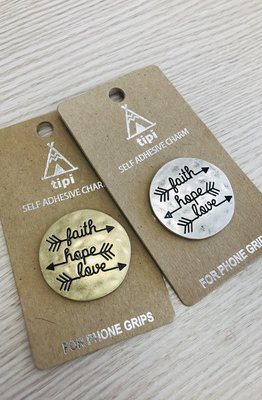 tipi
SELF ADHESIVE CHARM
faith
hope
love
FOR PHONE GRIPS
tipi
SELF ADHESIVE CHARM
faith
hope
love
FOR PHONE GRIPS